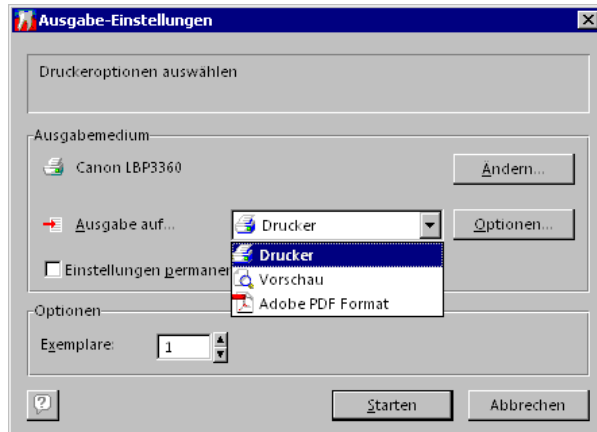 Ausgabe-Einstellungen
Druckeroptionen auswählen
Ausgabemedium
Canon LBP3360
Ändern...
Ausgabe auf...
Drucker
Optionen...
Drucker
Einstellungen permanen
Vorschau
Adobe PDF Format
Optionen
Exemplare:
1
?
Starten
Abbrechen